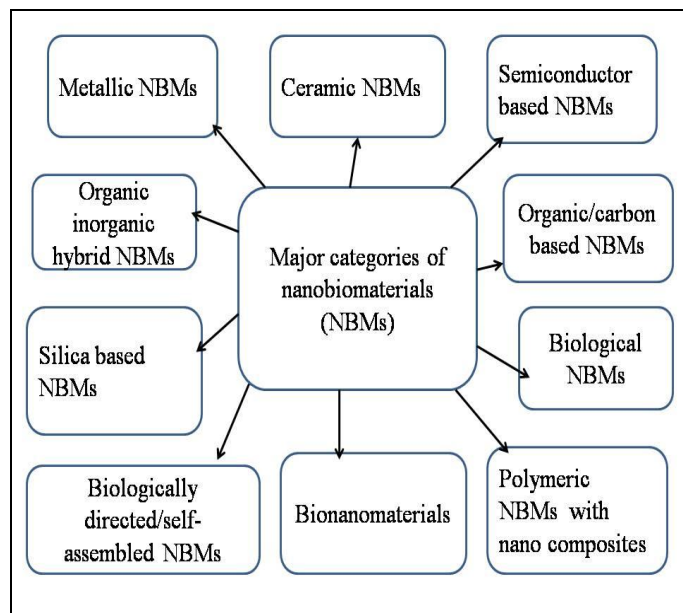 Metallic NBMs
Ceramic NBMs
Semiconductor
based NBMs
Organic
inorganic
hybrid NBMs
Major categories of
nanobiomaterials
(NBMs)
Organic/carbon
based NBMs
Silica based
NBMs
Biological
NBMs
Biologically
directed/self-
assembled NBMs
Bionanomaterials
Polymeric
NBMs with
nano composites